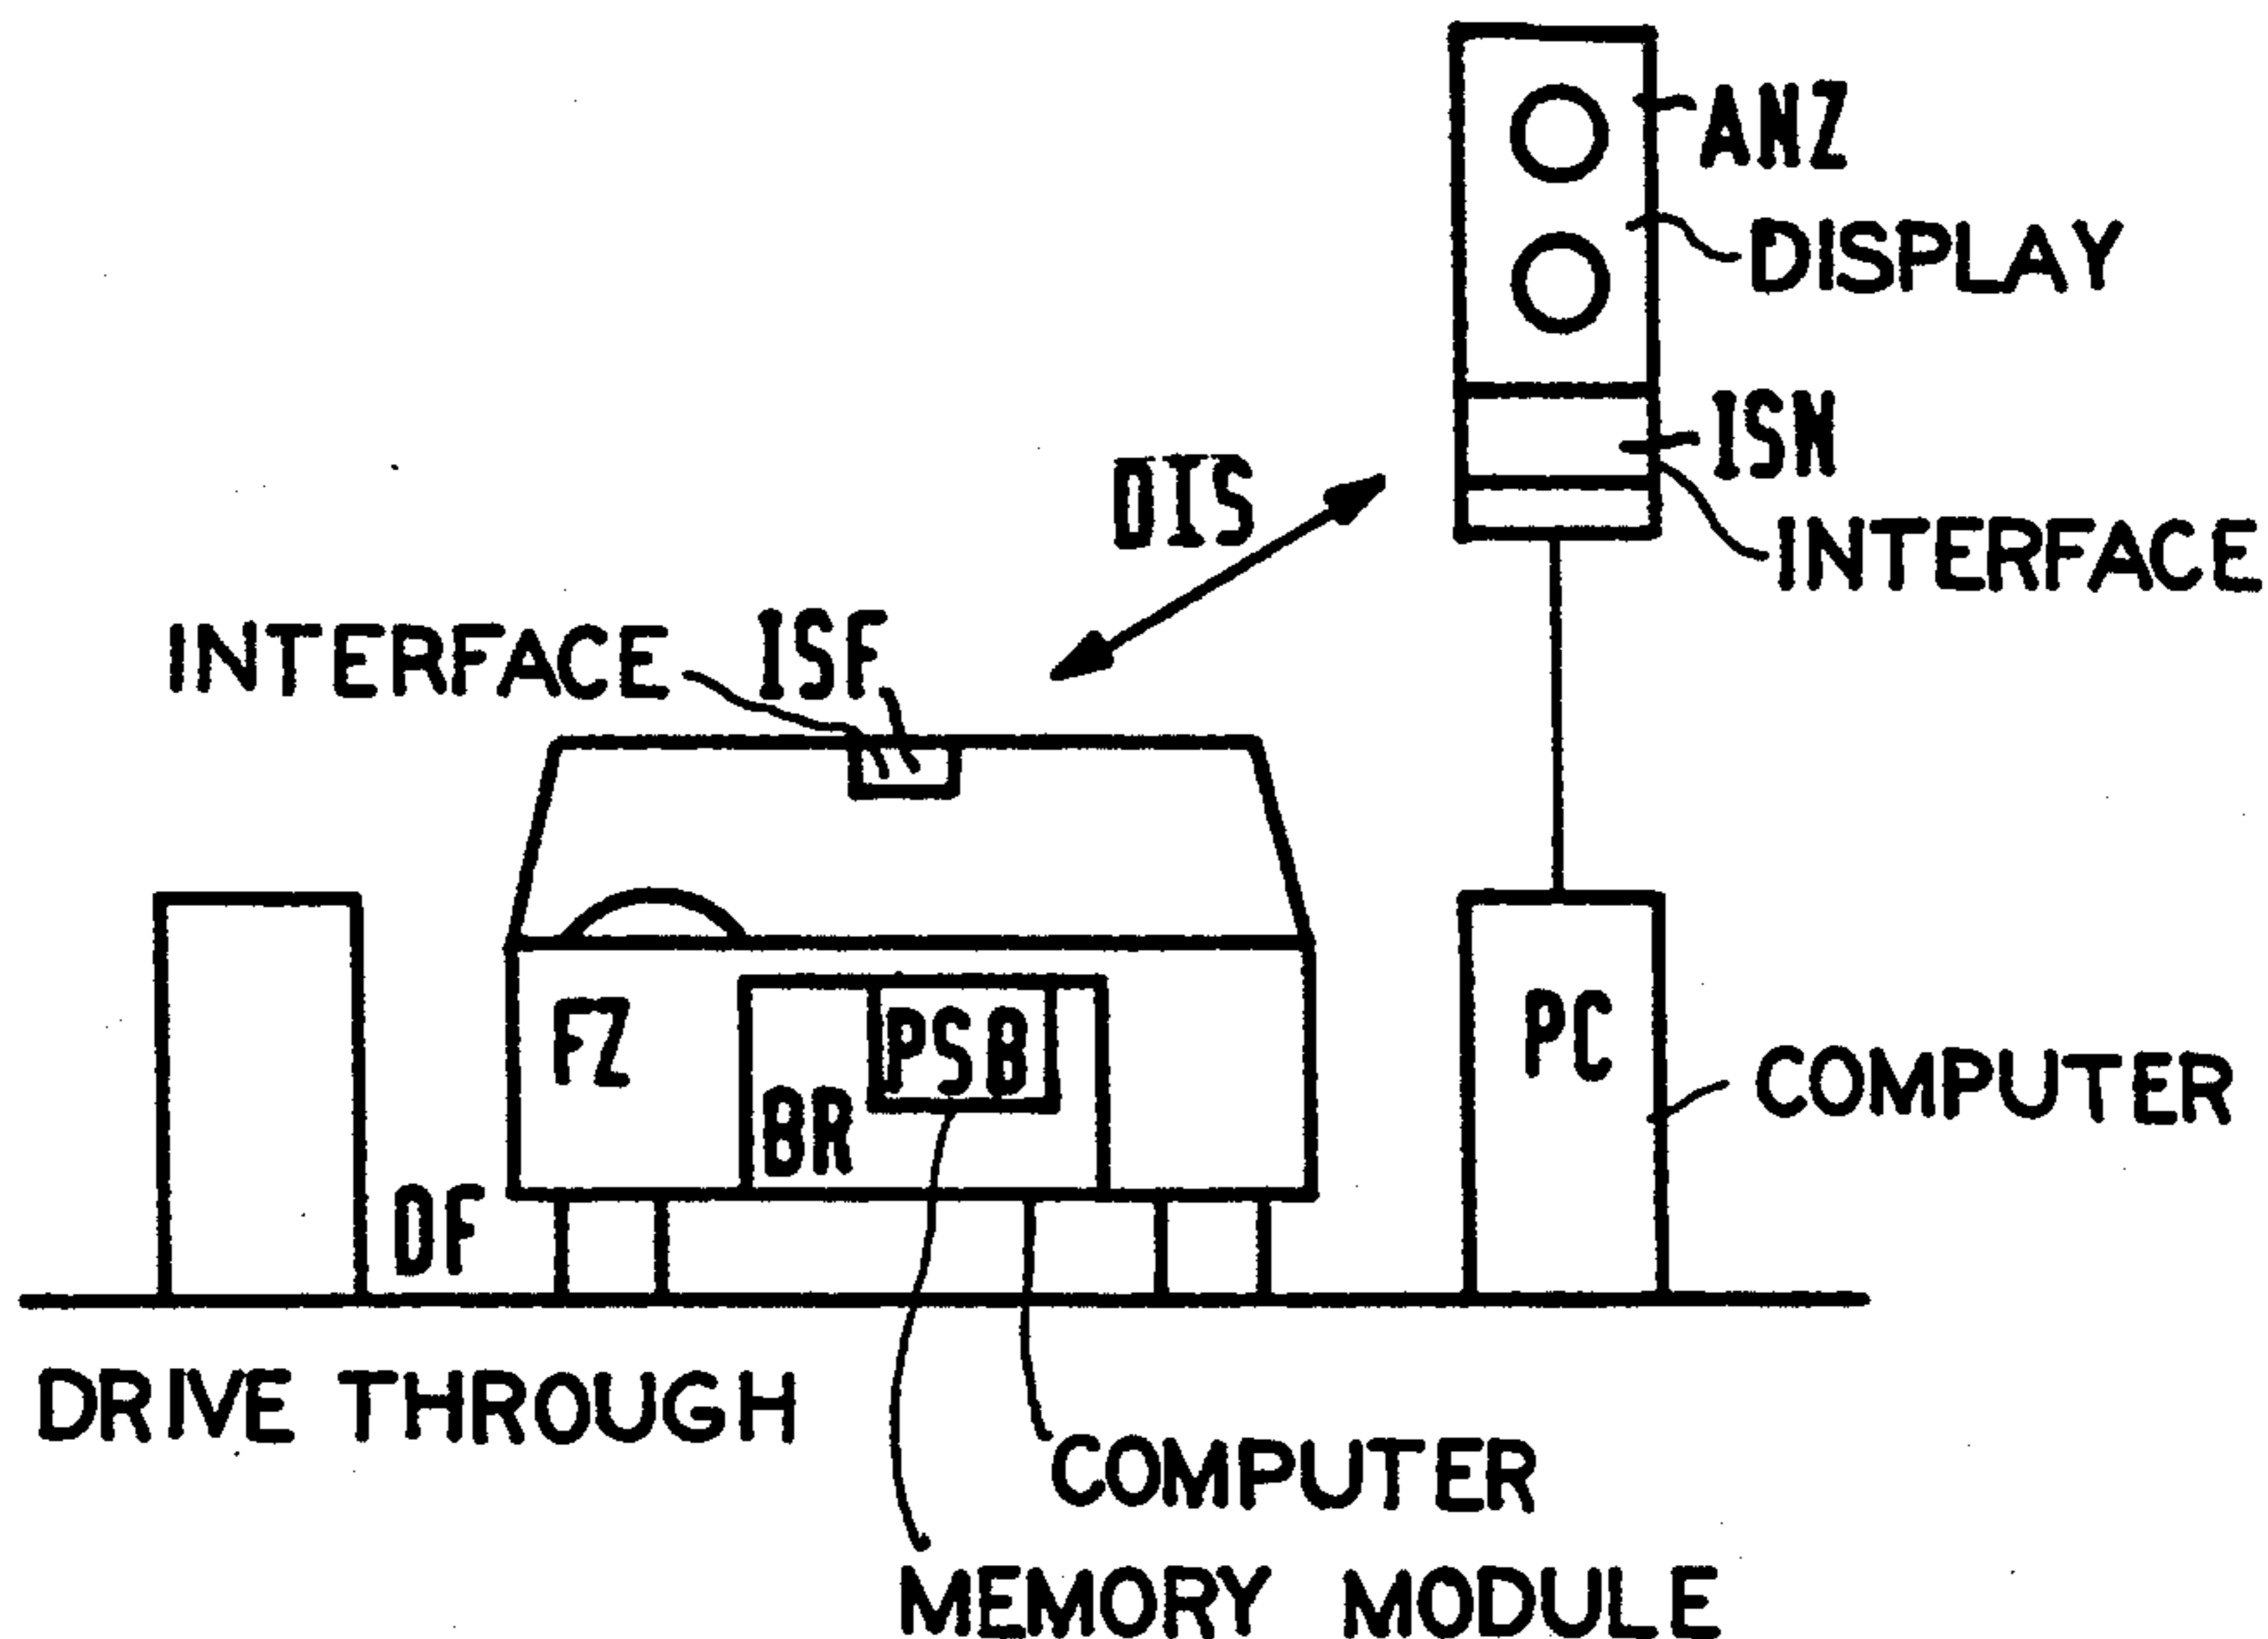 ANZ
DISPLAY
ISN
INTERFACE
DIS
INTERFACE ISF
FZ
PSB
BR
PC
COMPUTER
DF
DRIVE THROUGH
COMPUTER
MEMORY MODULE